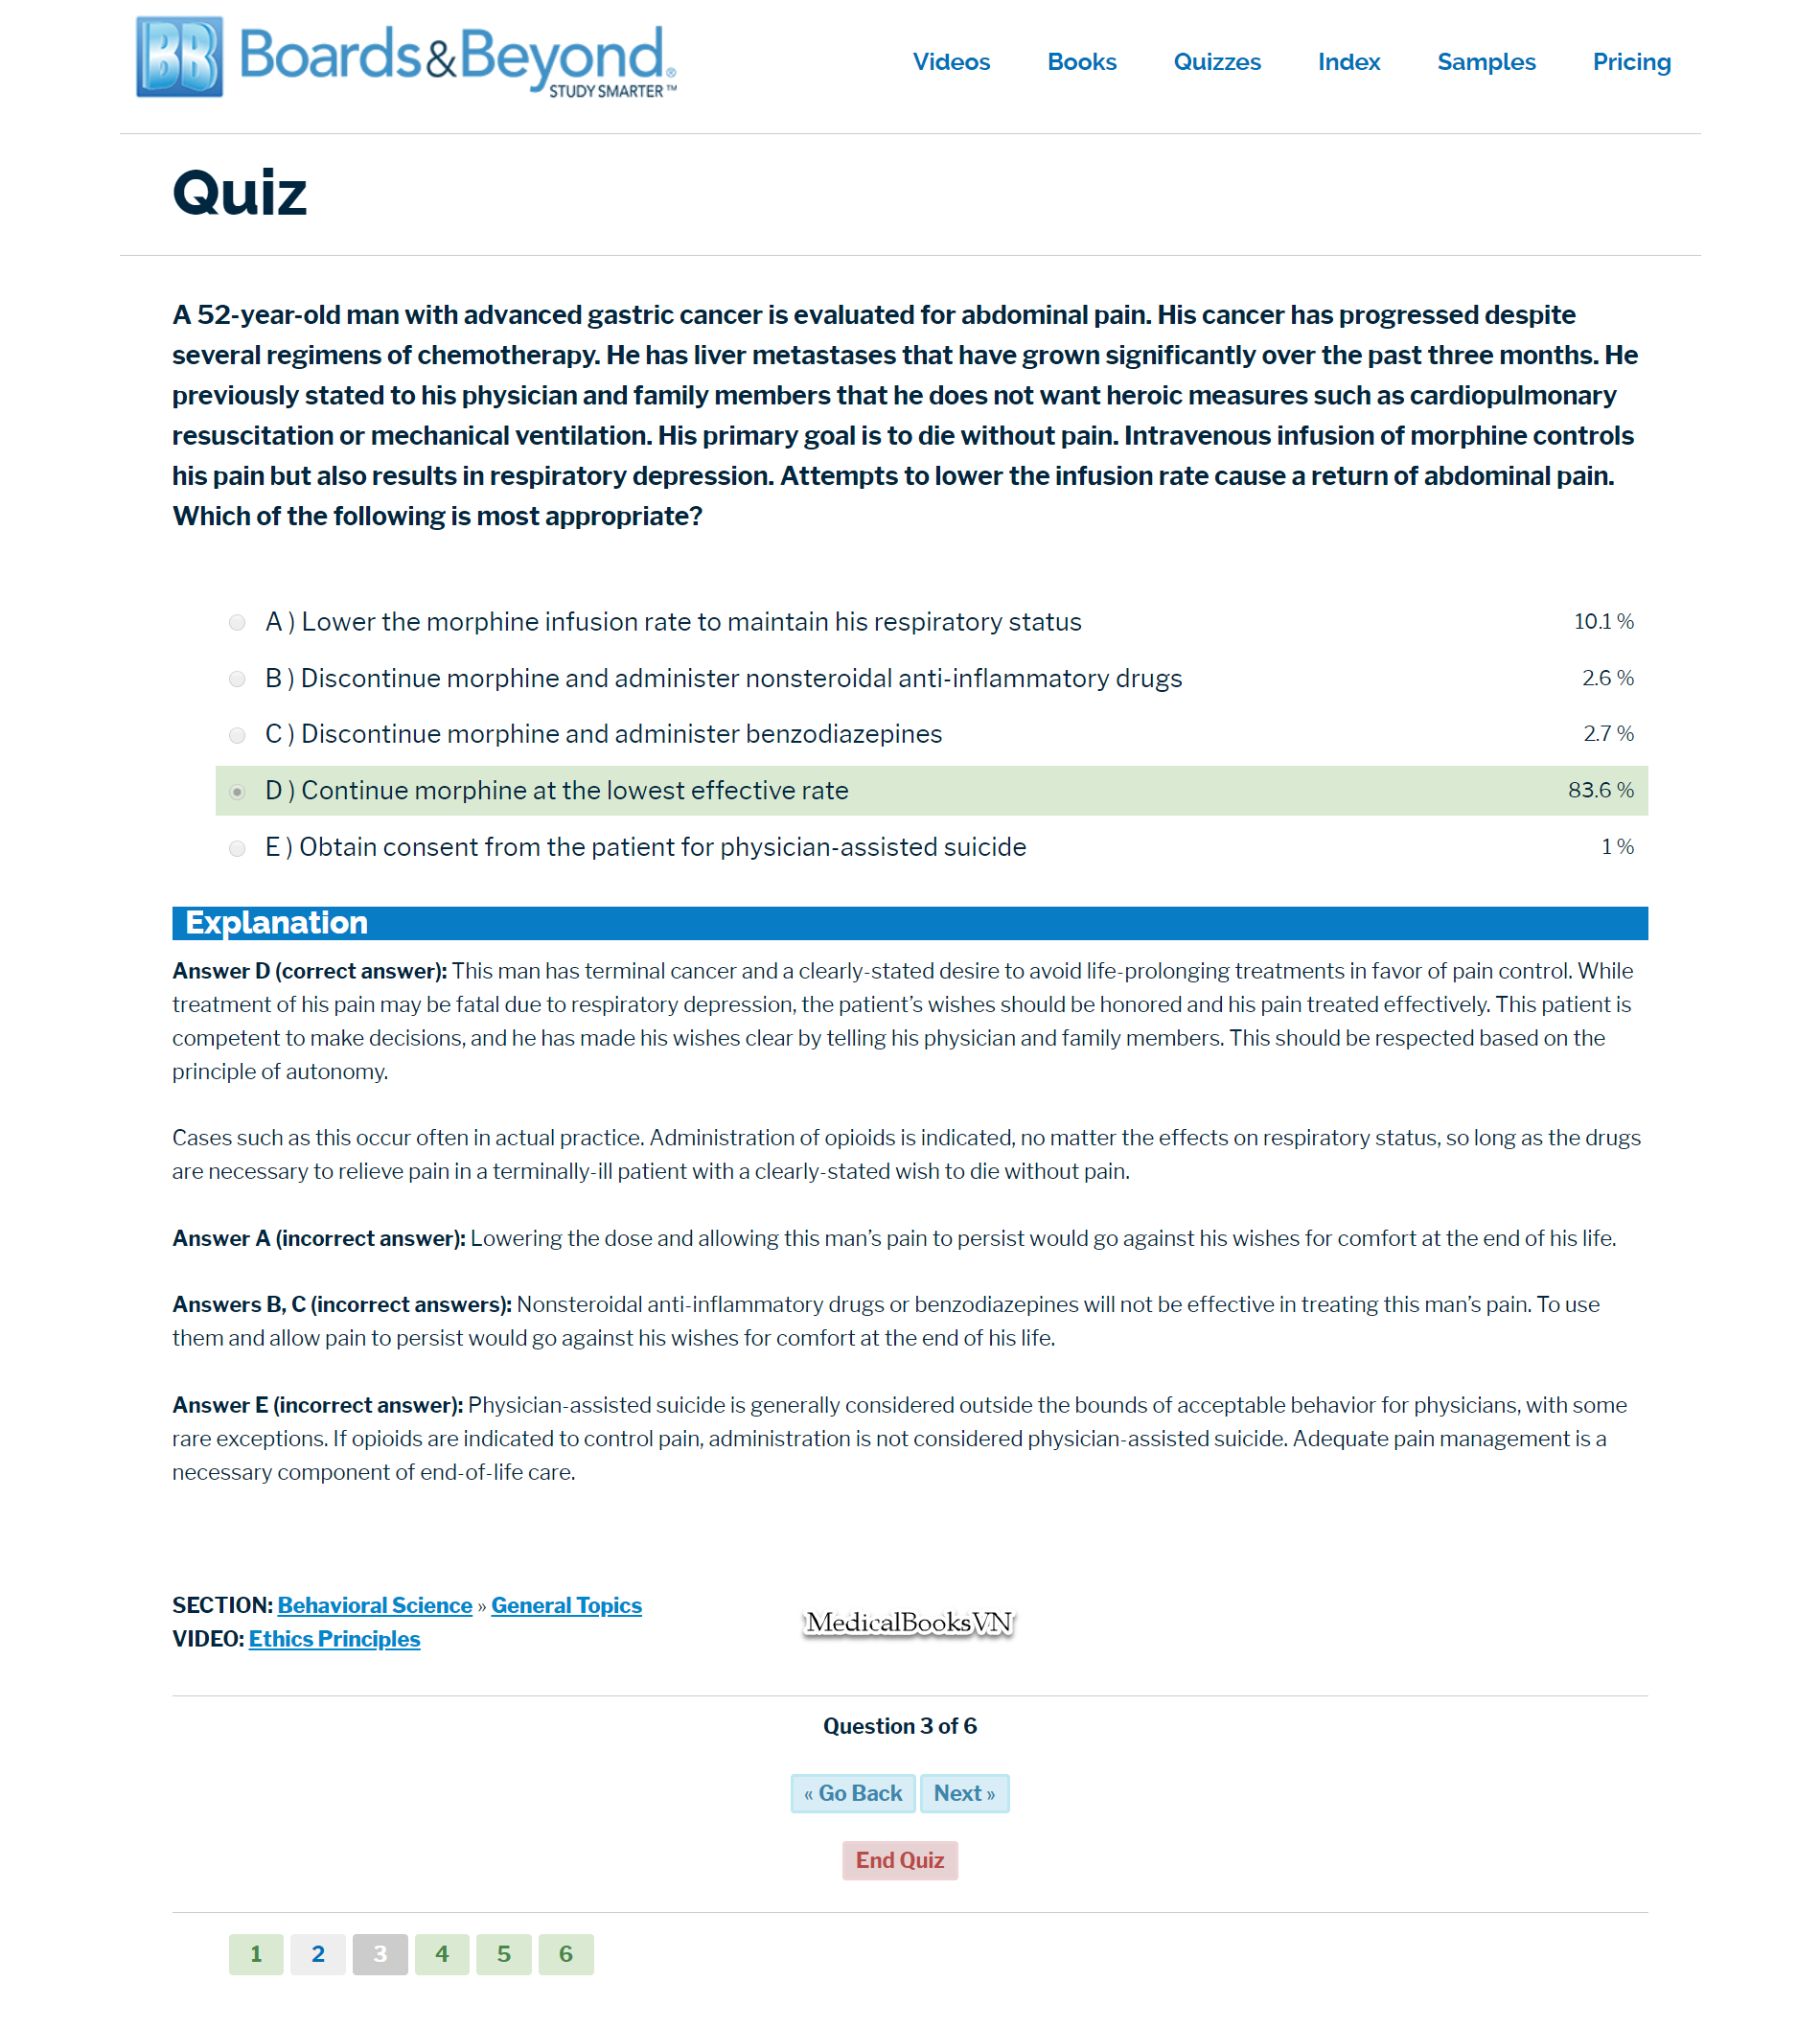 BB Boards&Beyond®
STUDY SMARTER™
Videos Books Quizzes Index Samples Pricing
Quiz
A 52-year-old man with advanced gastric cancer is evaluated for abdominal pain. His cancer has progressed despite
several regimens of chemotherapy. He has liver metastases that have grown significantly over the past three months. He
previously stated to his physician and family members that he does not want heroic measures such as cardiopulmonary
resuscitation or mechanical ventilation. His primary goal is to die without pain. Intravenous infusion of morphine controls
his pain but also results in respiratory depression. Attempts to lower the infusion rate cause a return of abdominal pain.
Which of the following is most appropriate?
A ) Lower the morphine infusion rate to maintain his respiratory status 10.1 %
B ) Discontinue morphine and administer nonsteroidal anti-inflammatory drugs 2.6 %
C ) Discontinue morphine and administer benzodiazepines 2.7 %
D ) Continue morphine at the lowest effective rate 83.6 %
E ) Obtain consent from the patient for physician-assisted suicide 1 %
Explanation
Answer D (correct answer): This man has terminal cancer and a clearly-stated desire to avoid life-prolonging treatments in favor of pain control. While
treatment of his pain may be fatal due to respiratory depression, the patient's wishes should be honored and his pain treated effectively. This patient is
competent to make decisions, and he has made his wishes clear by telling his physician and family members. This should be respected based on the
principle of autonomy.
Cases such as this occur often in actual practice. Administration of opioids is indicated, no matter the effects on respiratory status, so long as the drugs
are necessary to relieve pain in a terminally-ill patient with a clearly-stated wish to die without pain.
Answer A (incorrect answer): Lowering the dose and allowing this man's pain to persist would go against his wishes for comfort at the end of his life.
Answers B, C (incorrect answers): Nonsteroidal anti-inflammatory drugs or benzodiazepines will not be effective in treating this man's pain. To use
them and allow pain to persist would go against his wishes for comfort at the end of his life.
Answer E (incorrect answer): Physician-assisted suicide is generally considered outside the bounds of acceptable behavior for physicians, with some
rare exceptions. If opioids are indicated to control pain, administration is not considered physician-assisted suicide. Adequate pain management is a
necessary component of end-of-life care.
SECTION: Behavioral Science » General Topics
VIDEO: Ethics Principles
MedicalBooksVN
Question 3 of 6
« Go Back Next »
End Quiz
1 2 3 4 5 6